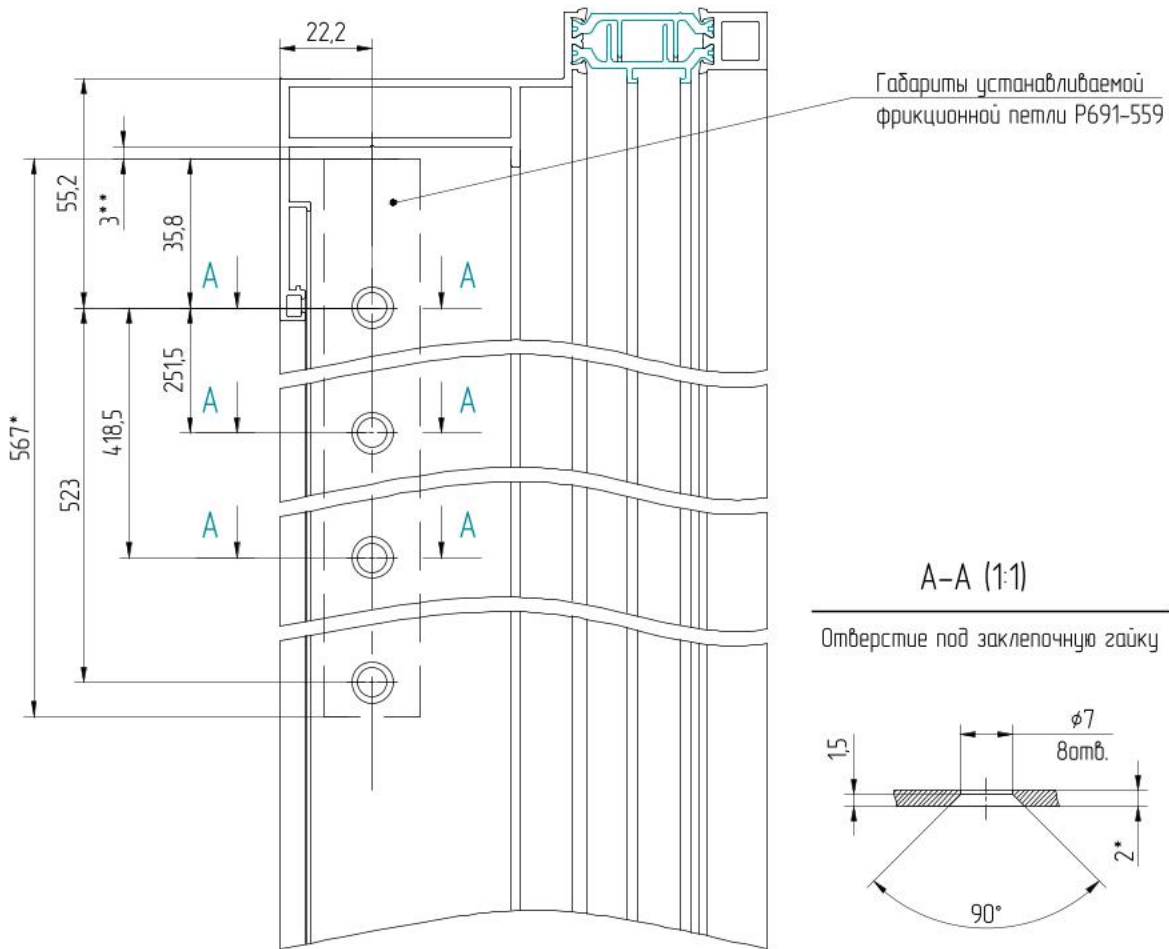 22,2
Габариты устанавливаемой
фрикционной петли Р691-559
55,2
3**
35,8
А А
251,5
А А
418,5
567*
523
А А
А-А (1:1)
Отверстие под заклепочную гайку
ϕ7
8отв.
1,5
2*
90°